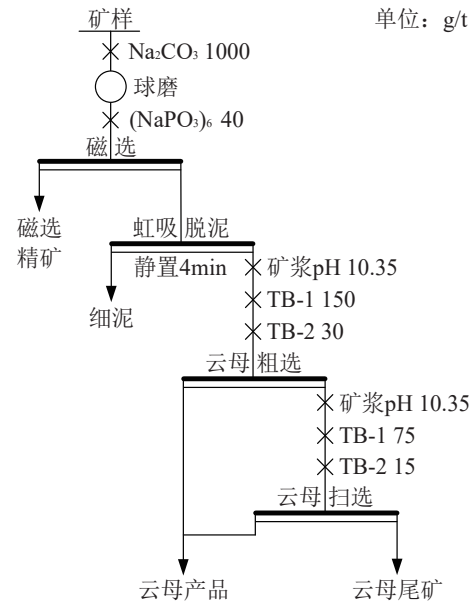 矿样
单位：g/t
Na₂CO₃ 1000
球磨
(NaPO₃)₆ 40
磁选
磁选
精矿
虹吸脱泥
静置4min
矿浆pH 10.35
细泥
TB-1 150
TB-2 30
云母粗选
矿浆pH 10.35
TB-1 75
TB-2 15
云母扫选
云母产品
云母尾矿